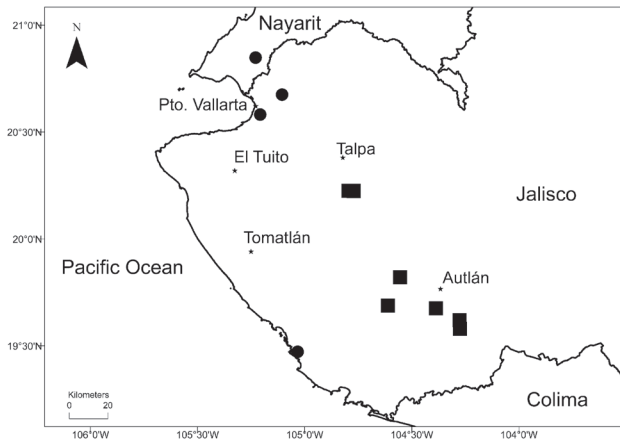 21°0'N
Nayarit
N
Pto. Vallarta
20°30'N
El Tuito
Talpa
Jalisco
20°0'N
Tomatlán
Pacific Ocean
Autlán
19°30'N
Kilometers
0 20
Colima
106°0'W 105°30'W 105°0'W 104°30'W 104°0'W